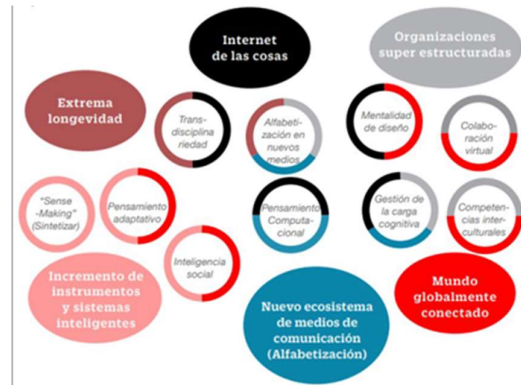 Internet
de las cosas
Organizaciones
super estructuradas
Extrema
longevidad
Trans-
disciplina
riedad
Alfabeti-
zación en
nuevos
medios
Mentalidad
de diseño
Colabo-
ración
virtual
"Sense
-Making"
(Sintetizar)
Pensamiento
adaptativo
Pensamiento
Computa-
cional
Gestión de
la carga
cognitiva
Competen-
cias inter-
culturales
Inteligencia
social
Incremento de
instrumentos
y sistemas
inteligentes
Nuevo ecosistema
de medios de
comunicación
(Alfabetización)
Mundo
globalmente
conectado